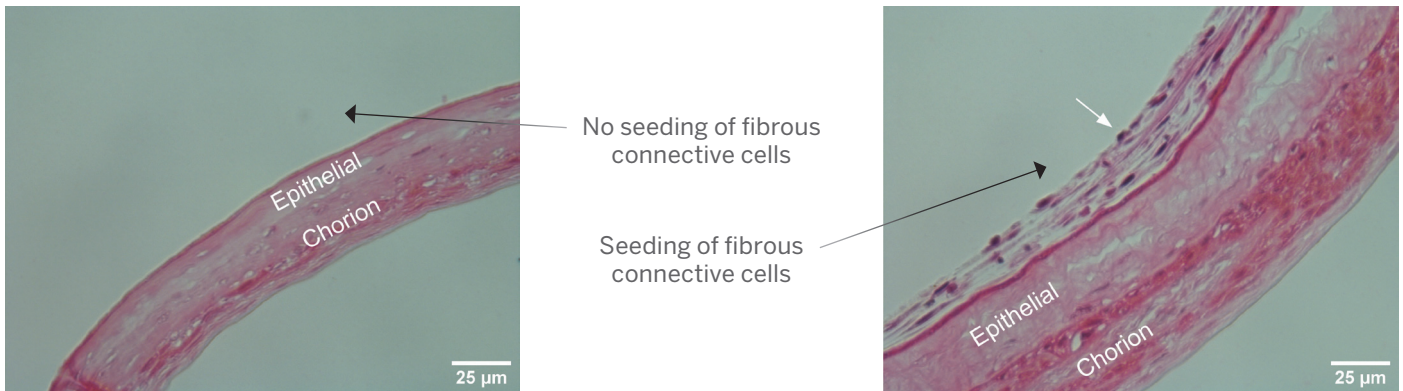 Epithelial
Chorion
25 µm
No seeding of fibrous
connective cells
Seeding of fibrous
connective cells
Epithelial
Chorion
25 µm